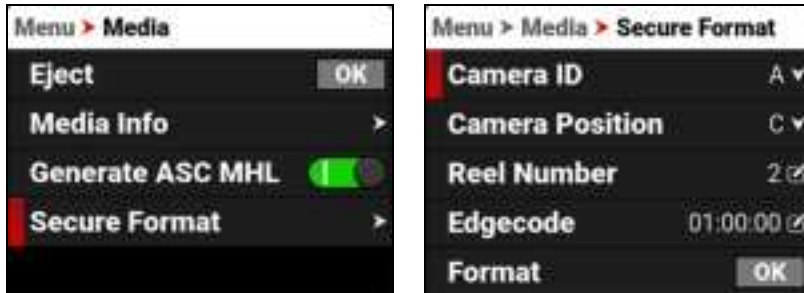 Menu > Media
Eject OK
Media Info >
Generate ASC MHL
Secure Format >
Menu > Media > Secure Format
Camera ID A
Camera Position C
Reel Number 2
Edgecode 01:00:00
Format OK